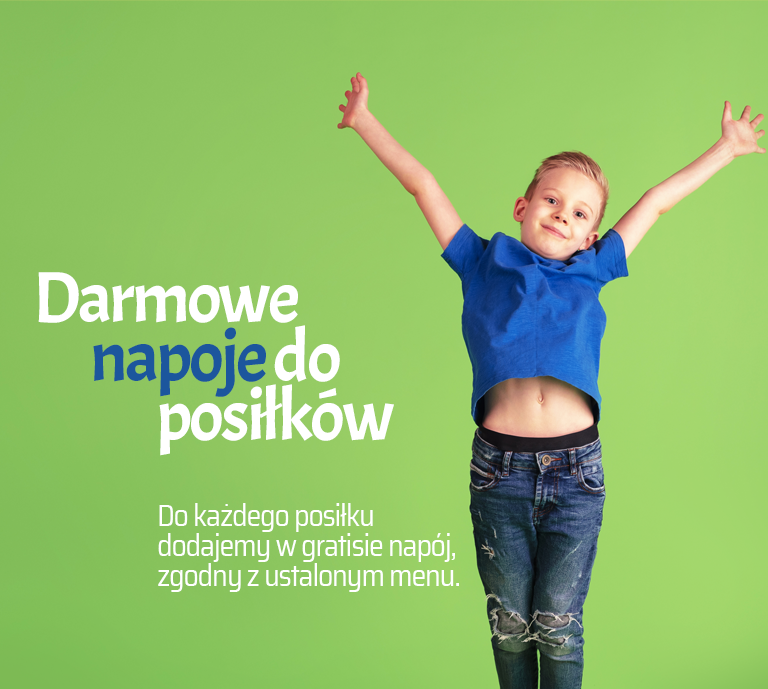 Darmowe
napoje do
posiłków
Do każdego posiłku
dodajemy w gratisie napój,
zgodny z ustalonym menu.